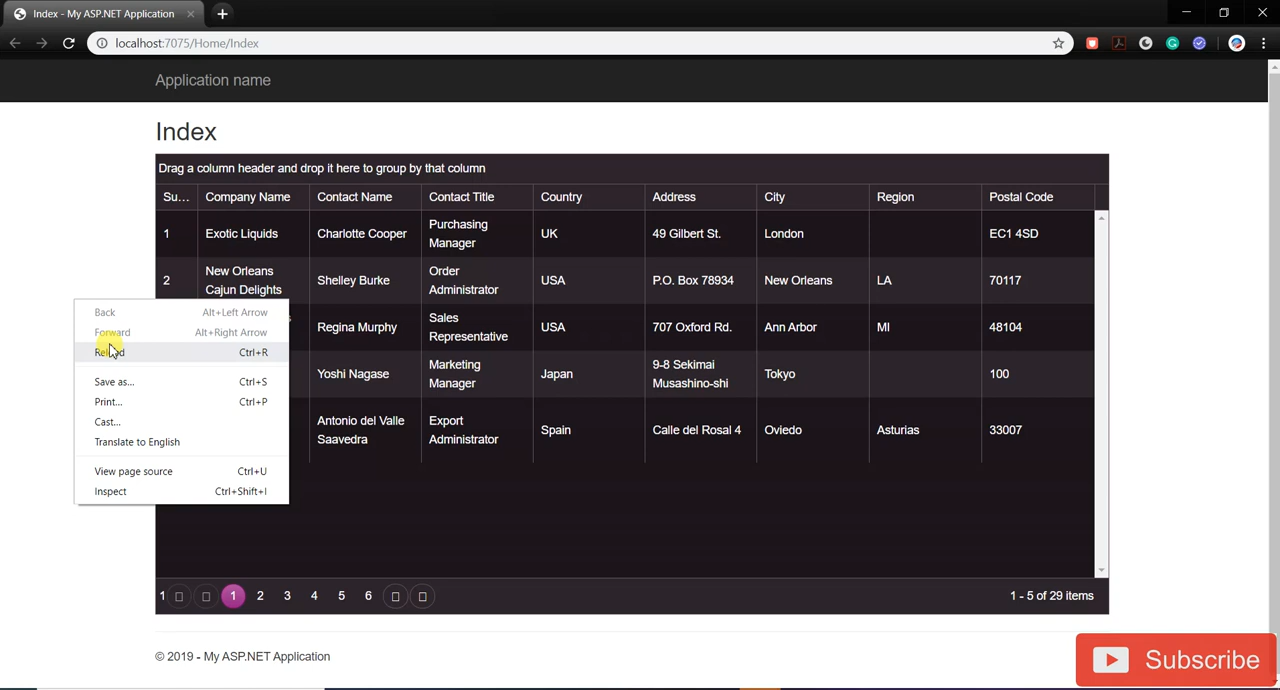 Index - My ASP.NET Application
localhost:7075/Home/Index
Application name
Index
Drag a column header and drop it here to group by that column
Su... Company Name Contact Name Contact Title Country Address City Region Postal Code
1 Exotic Liquids Charlotte Cooper Purchasing Manager UK 49 Gilbert St. London EC1 4SD
2 New Orleans Cajun Delights Shelley Burke Order Administrator USA P.O. Box 78934 New Orleans LA 70117
Regina Murphy Sales Representative USA 707 Oxford Rd. Ann Arbor MI 48104
Yoshi Nagase Marketing Manager Japan 9-8 Sekimai Musashino-shi Tokyo 100
Antonio del Valle Saavedra Export Administrator Spain Calle del Rosal 4 Oviedo Asturias 33007
Back Alt+Left Arrow
Forward Alt+Right Arrow
Reload Ctrl+R
Save as... Ctrl+S
Print... Ctrl+P
Cast...
Translate to English
View page source Ctrl+U
Inspect Ctrl+Shift+I
1 1 2 3 4 5 6 1 - 5 of 29 items
© 2019 - My ASP.NET Application
Subscribe